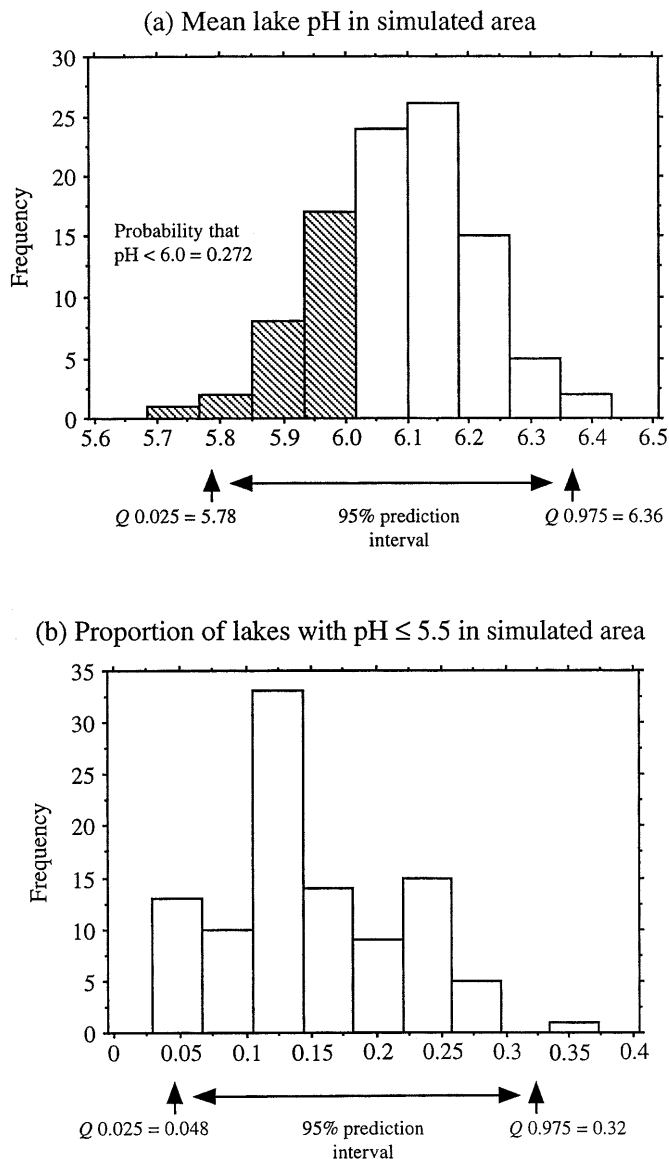 (a) Mean lake pH in simulated area
30
25
20
15
10
5
0
Frequency
Probability that
pH < 6.0 = 0.272
5.6 5.7 5.8 5.9 6.0 6.1 6.2 6.3 6.4 6.5
Q 0.025 = 5.78
95% prediction
interval
Q 0.975 = 6.36
(b) Proportion of lakes with pH ≤ 5.5 in simulated area
35
30
25
20
15
10
5
0
Frequency
0 0.05 0.1 0.15 0.2 0.25 0.3 0.35 0.4
Q 0.025 = 0.048
95% prediction
interval
Q 0.975 = 0.32